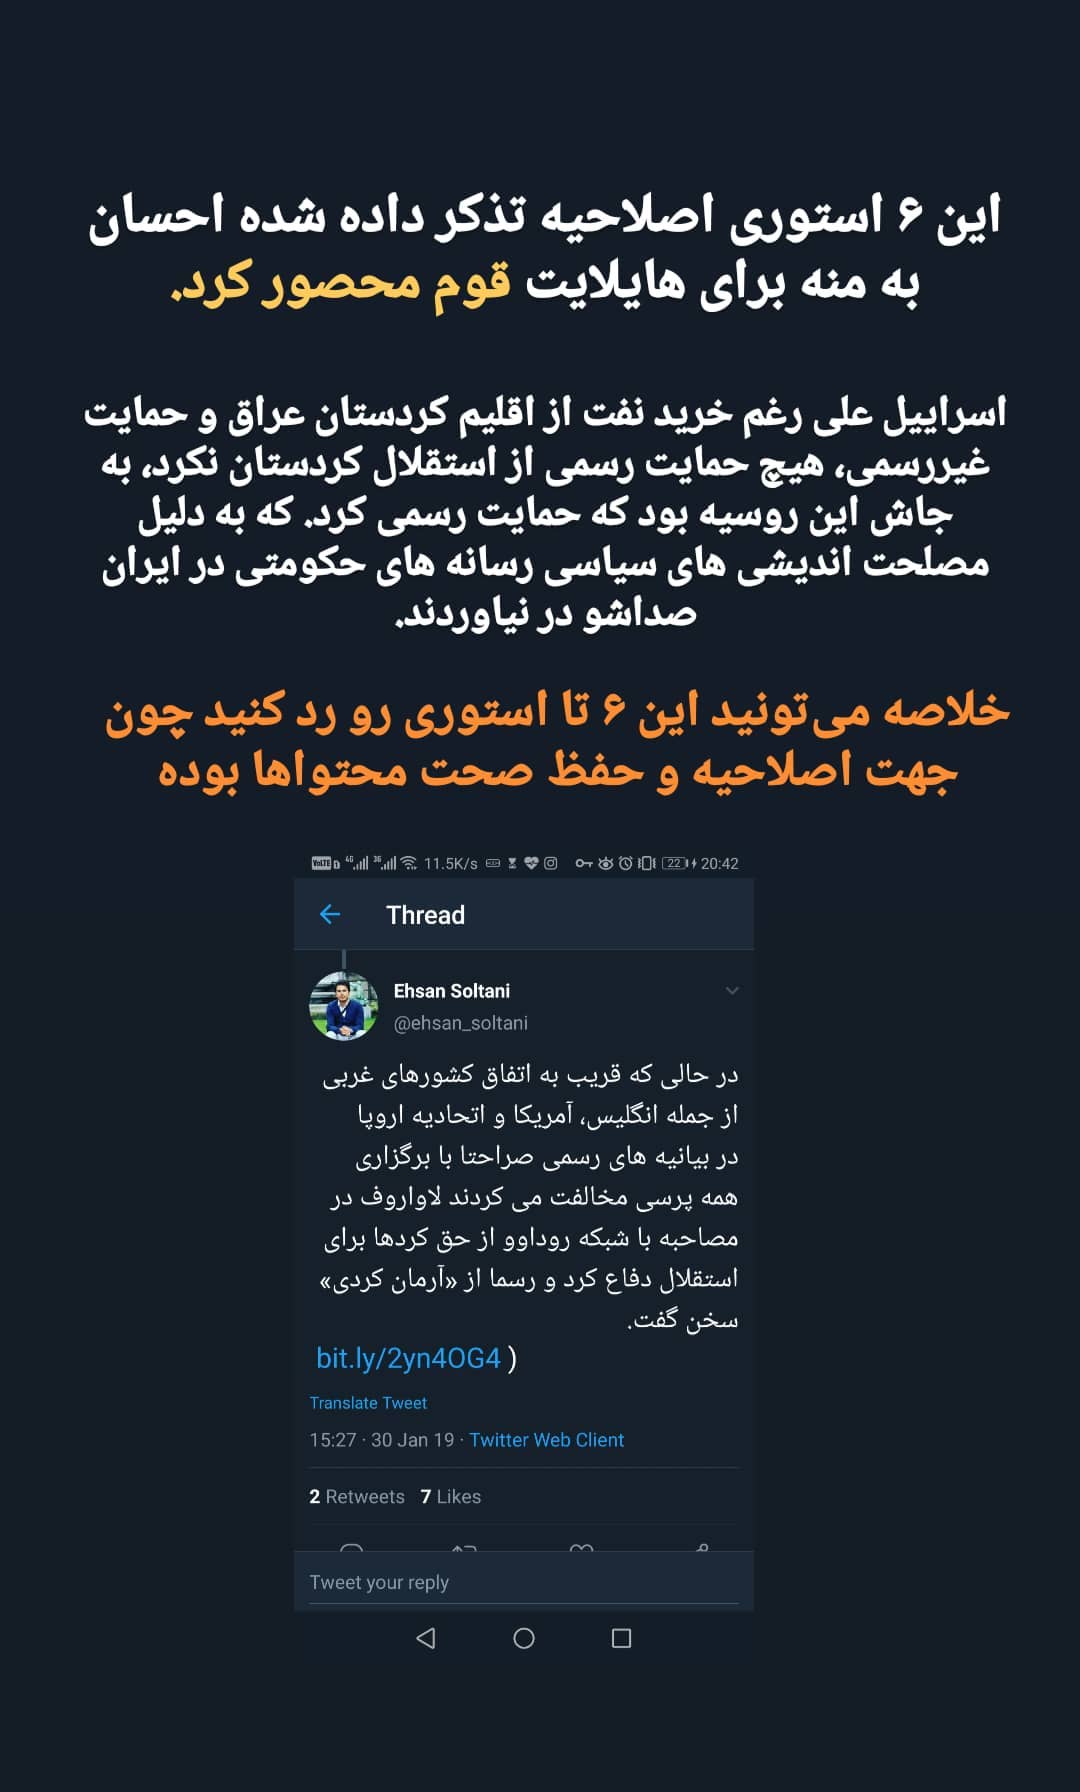 این ۶ استوری اصلاحیه تذکر داده شده احسان
به منه برای هایلایت قوم محصور کرد.
اسراییل علی رغم خرید نفت از اقلیم کردستان عراق و حمایت
غیررسمی، هیچ حمایت رسمی از استقلال کردستان نکرد، به
جاش این روسیه بود که حمایت رسمی کرد. که به دلیل
مصلحت اندیشی های سیاسی رسانه های حکومتی در ایران
صداشو در نیاوردند.
خلاصه می‌تونید این ۶ تا استوری رو رد کنید چون
جهت اصلاحیه و حفظ صحت محتواها بوده
VoLTE 4G 3G 11.5K/s 22 20:42
Thread
Ehsan Soltani
@ehsan_soltani
در حالی که قریب به اتفاق کشورهای غربی
از جمله انگلیس، آمریکا و اتحادیه اروپا
در بیانیه های رسمی صراحتا با برگزاری
همه پرسی مخالفت می کردند لاواروف در
مصاحبه با شبکه روداوو از حق کردها برای
استقلال دفاع کرد و رسما از «آرمان کردی»
سخن گفت.
bit.ly/2yn4OG4 )
Translate Tweet
15:27 · 30 Jan 19 · Twitter Web Client
2 Retweets 7 Likes
Tweet your reply